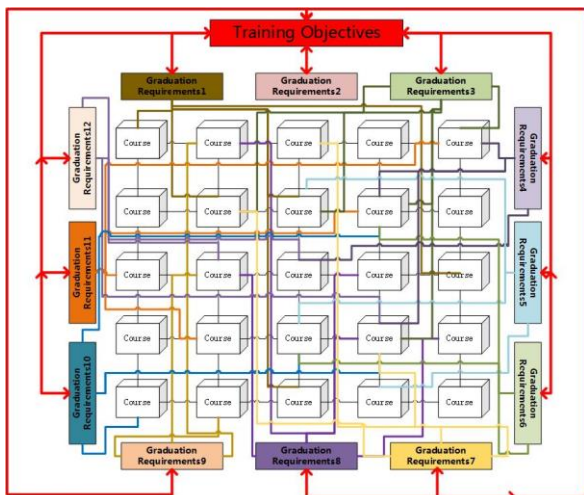 Training Objectives
Graduation
Requirements1
Graduation
Requirements2
Graduation
Requirements3
Graduation
Requirements12
Course Course Course Course Course
Graduation
Requirements4
Course Course Course Course Course
Graduation
Requirements11
Course Course Course Course Course
Graduation
Requirements5
Course Course Course Course Course
Graduation
Requirements10
Course Course Course Course Course
Graduation
Requirements6
Graduation
Requirements9
Graduation
Requirements8
Graduation
Requirements7